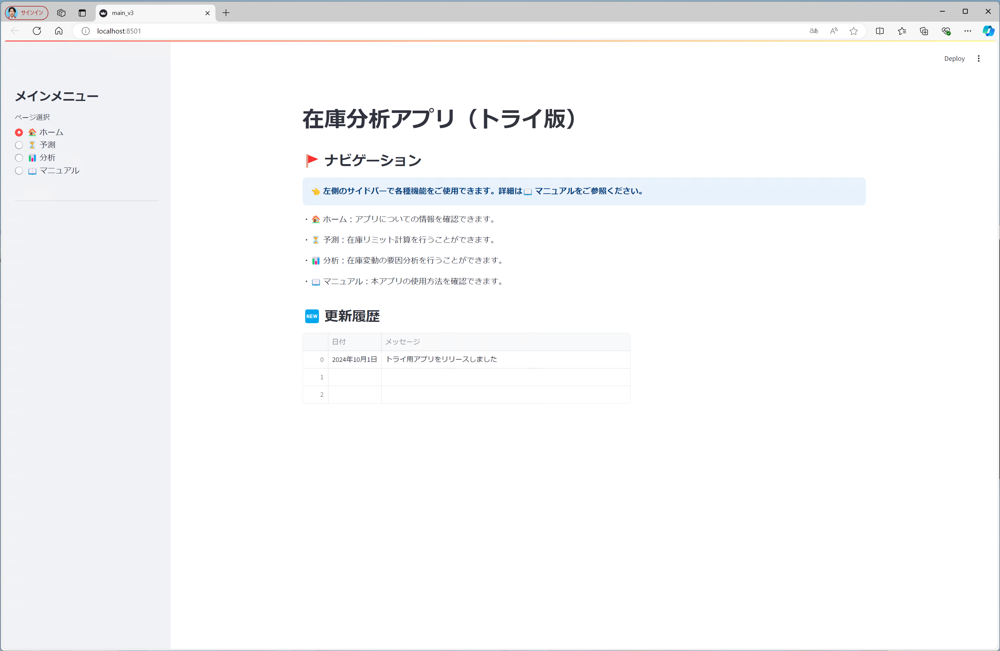 サインイン
main_v3
localhost:8501
aあ
Deploy
メインメニュー
ページ選択
🏠 ホーム
⏳ 予測
📊 分析
📖 マニュアル
在庫分析アプリ（トライ版）
🚩 ナビゲーション
👈 左側のサイドバーで各種機能をご使用できます。詳細は📖 マニュアルをご参照ください。
・🏠 ホーム：アプリについての情報を確認できます。
・⏳ 予測：在庫リミット計算を行うことができます。
・📊 分析：在庫変動の要因分析を行うことができます。
・📖 マニュアル：本アプリの使用方法を確認できます。
🆕 更新履歴
日付 メッセージ
0 2024年10月1日 トライ用アプリをリリースしました
1
2